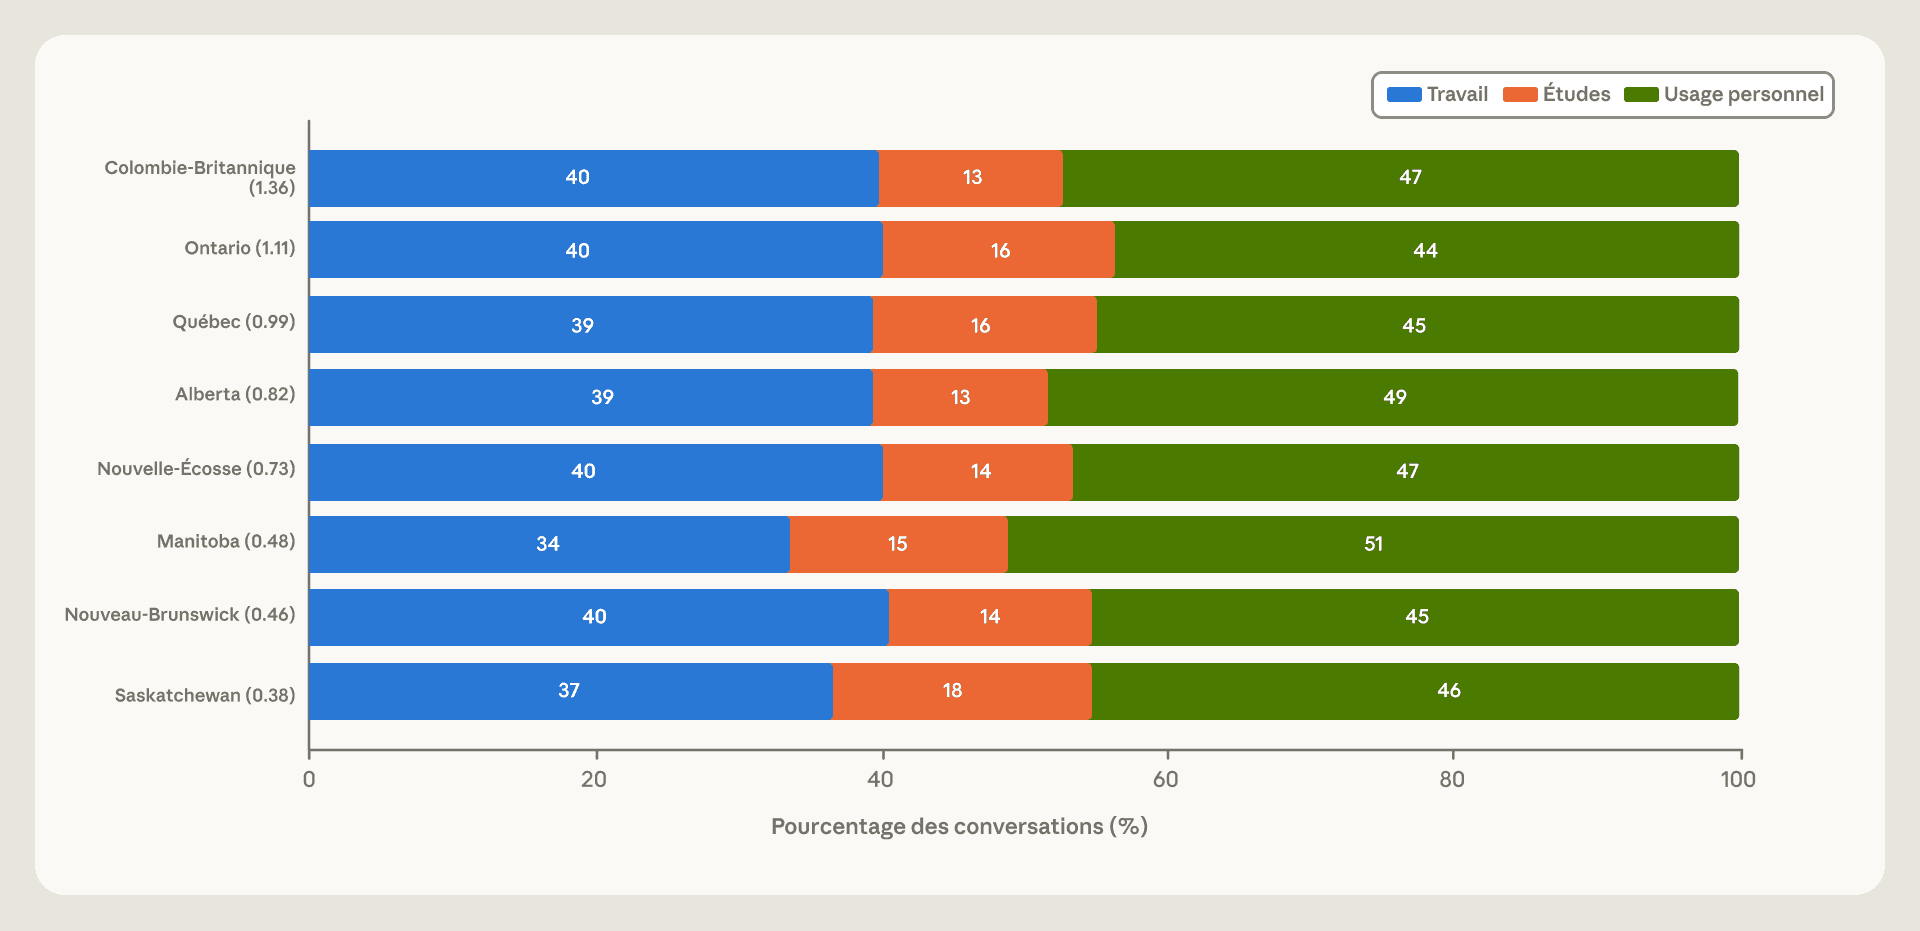 Travail Études Usage personnel
Colombie-Britannique
(1.36)
40 13 47
Ontario (1.11)
40 16 44
Québec (0.99)
39 16 45
Alberta (0.82)
39 13 49
Nouvelle-Écosse (0.73)
40 14 47
Manitoba (0.48)
34 15 51
Nouveau-Brunswick (0.46)
40 14 45
Saskatchewan (0.38)
37 18 46
0 20 40 60 80 100
Pourcentage des conversations (%)